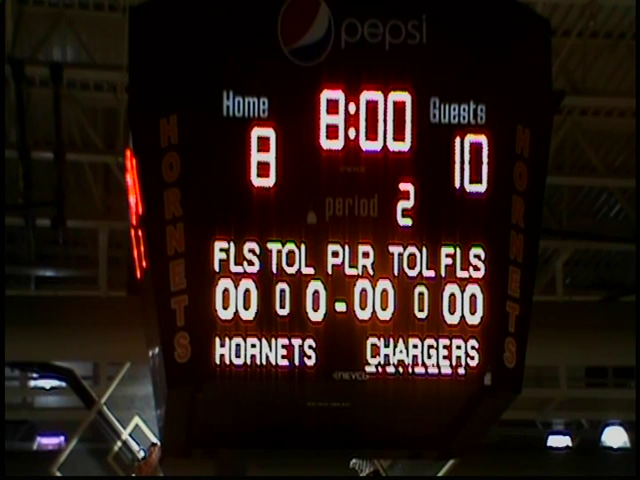 pepsi
Home 8:00 Guests
8 10
period 2
FLS TOL PLR TOL FLS
00 0 0-00 0 00
HORNETS CHARGERS
NEVCO
HORNETS
HORNETS